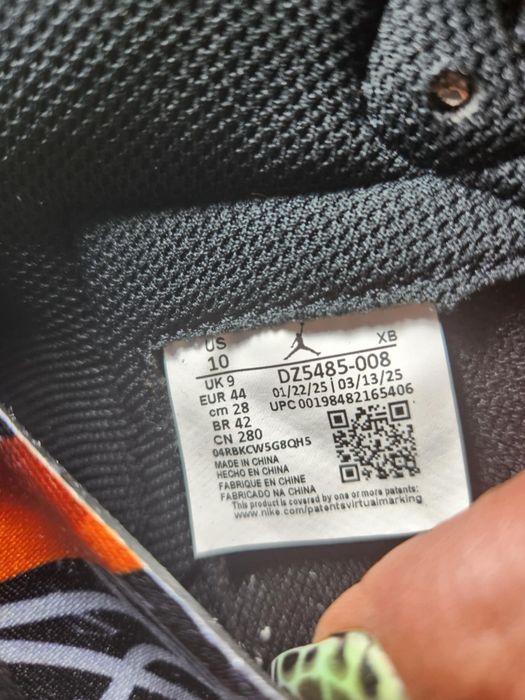 US
10
XB
UK 9
EUR 44
cm 28
BR 42
CN 280
DZ5485-008
01/22/25 | 03/13/25
UPC 00198482165406
04RBKCW5G8QH5
MADE IN CHINA
HECHO EN CHINA
FABRIQUE EN CHINE
FABRICADO NA CHINA
This product is covered by one or more patents:
www.nike.com/patentsvirtualmarking